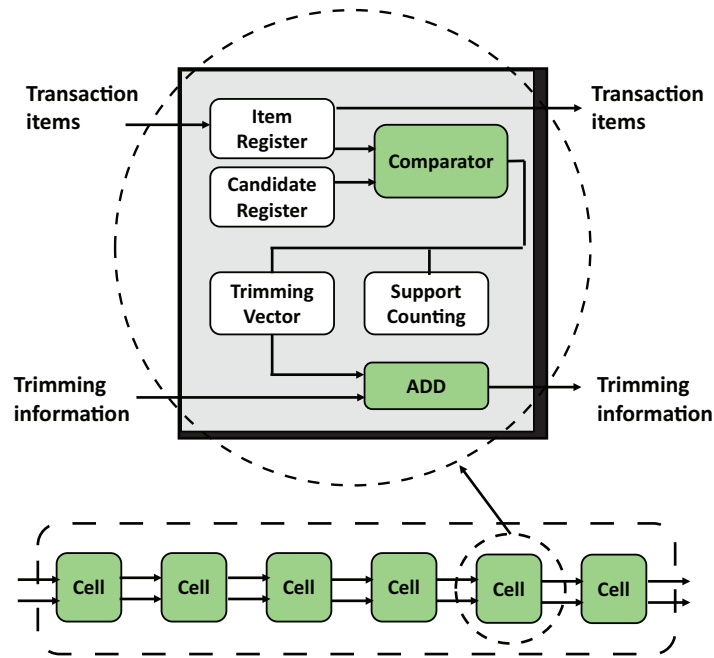 Transaction
items
Item
Register
Transaction
items
Comparator
Candidate
Register
Trimming
Vector
Support
Counting
Trimming
information
ADD
Trimming
information
Cell
Cell
Cell
Cell
Cell
Cell